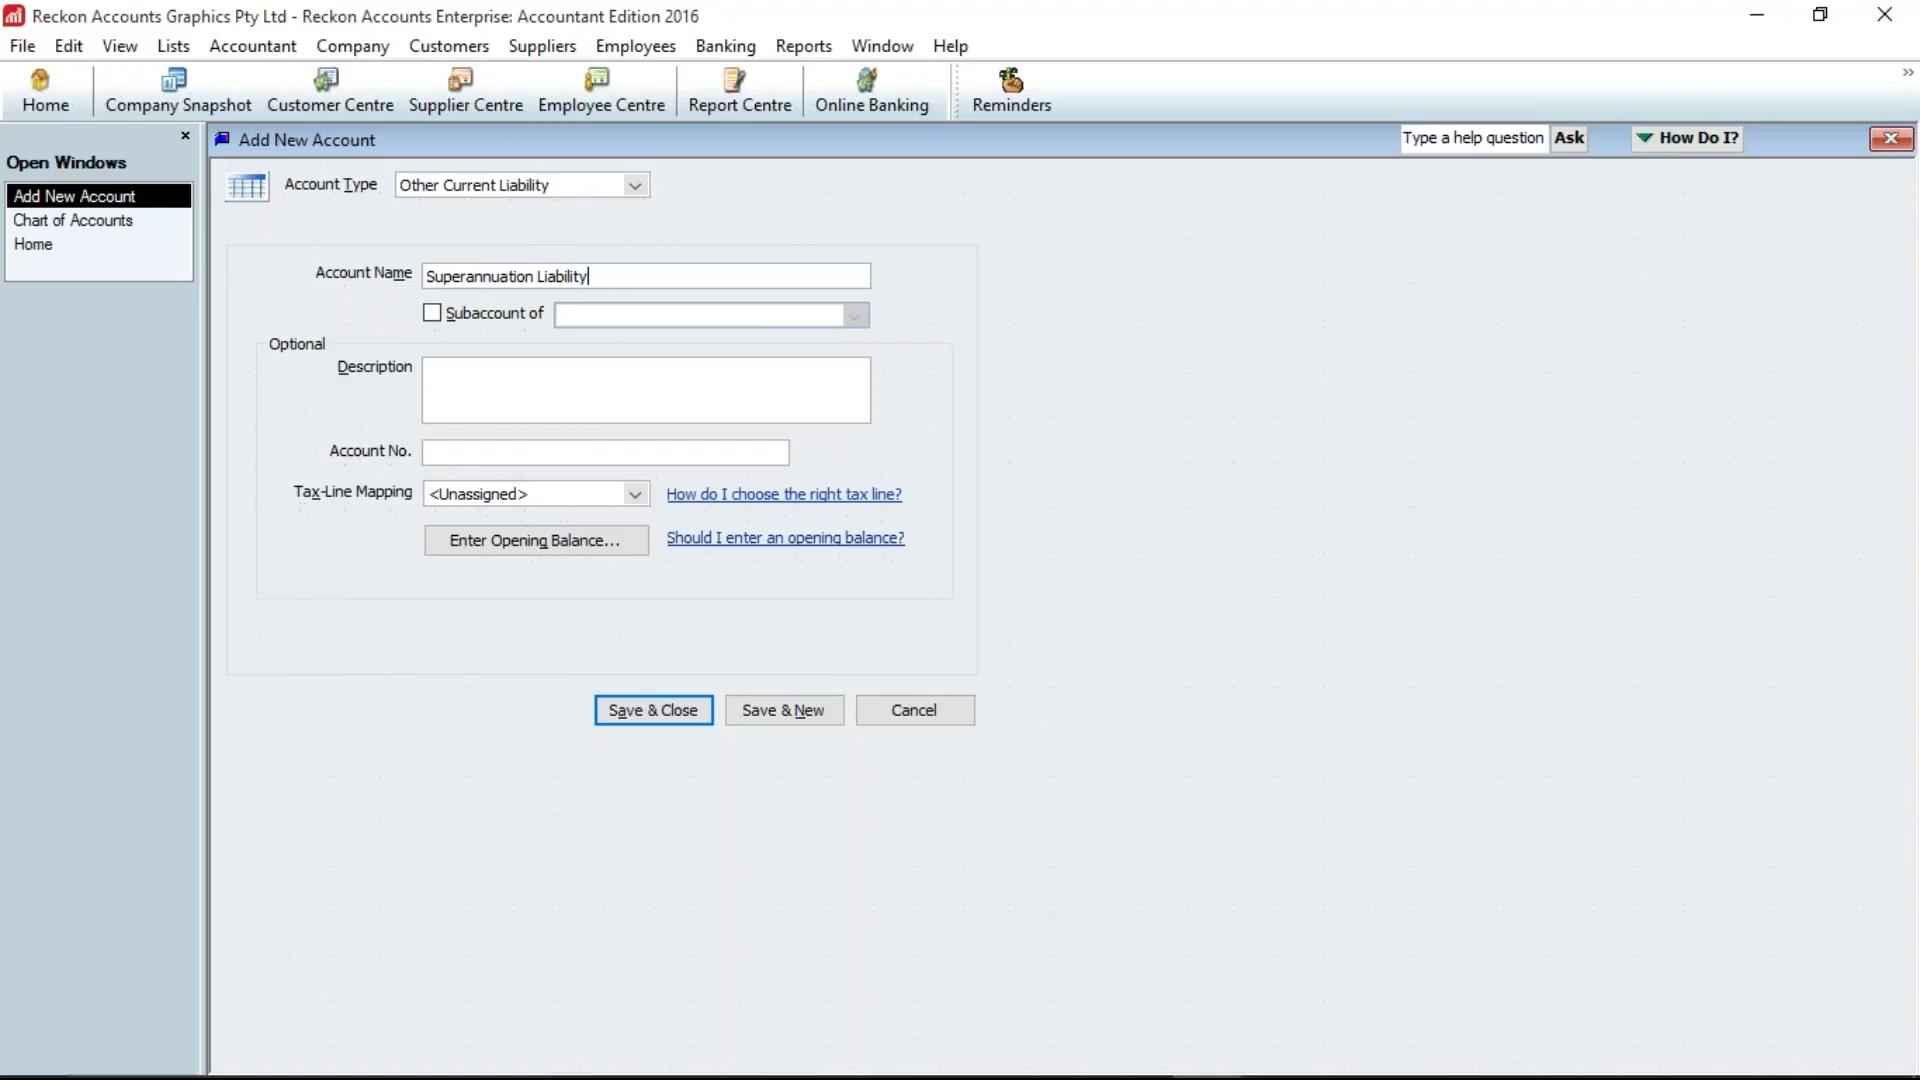 Reckon Accounts Graphics Pty Ltd - Reckon Accounts Enterprise: Accountant Edition 2016
File Edit View Lists Accountant Company Customers Suppliers Employees Banking Reports Window Help
Home Company Snapshot Customer Centre Supplier Centre Employee Centre Report Centre Online Banking Reminders
Open Windows
Add New Account
Chart of Accounts
Home
Add New Account Type a help question Ask How Do I?
Account Type Other Current Liability
Account Name Superannuation Liability
Subaccount of
Optional
Description
Account No.
Tax-Line Mapping <Unassigned> How do I choose the right tax line?
Enter Opening Balance... Should I enter an opening balance?
Save & Close Save & New Cancel